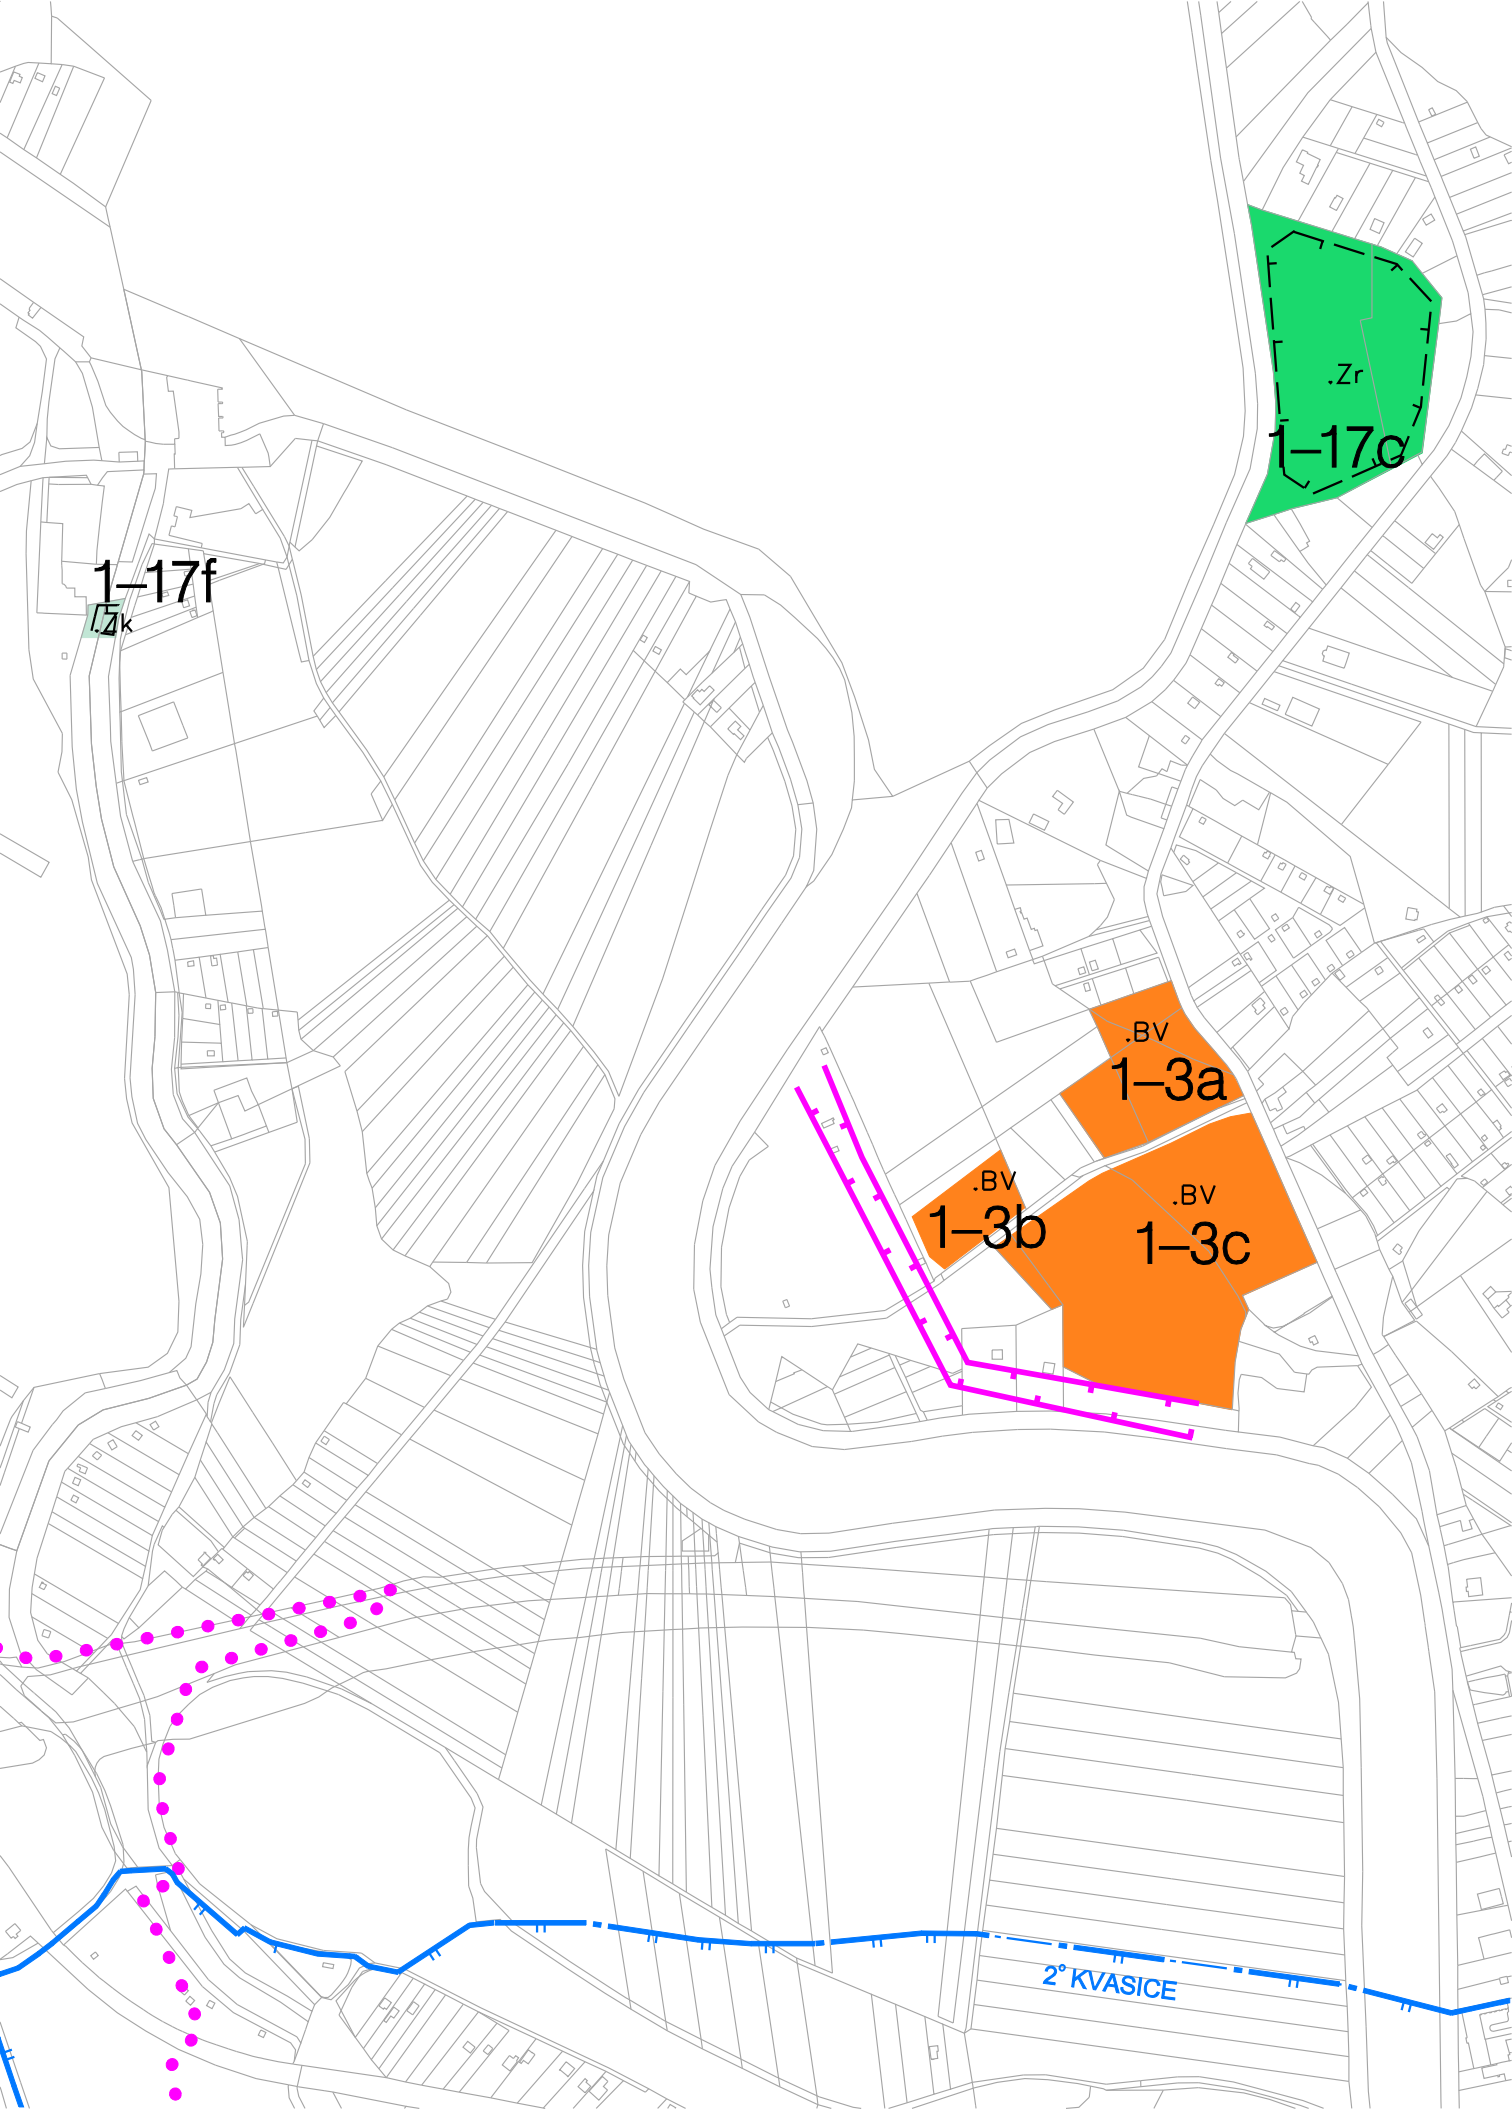 .Zr
1–17c
1–17f
.Zk
.BV
1–3a
.BV
1–3b
.BV
1–3c
2° KVASICE